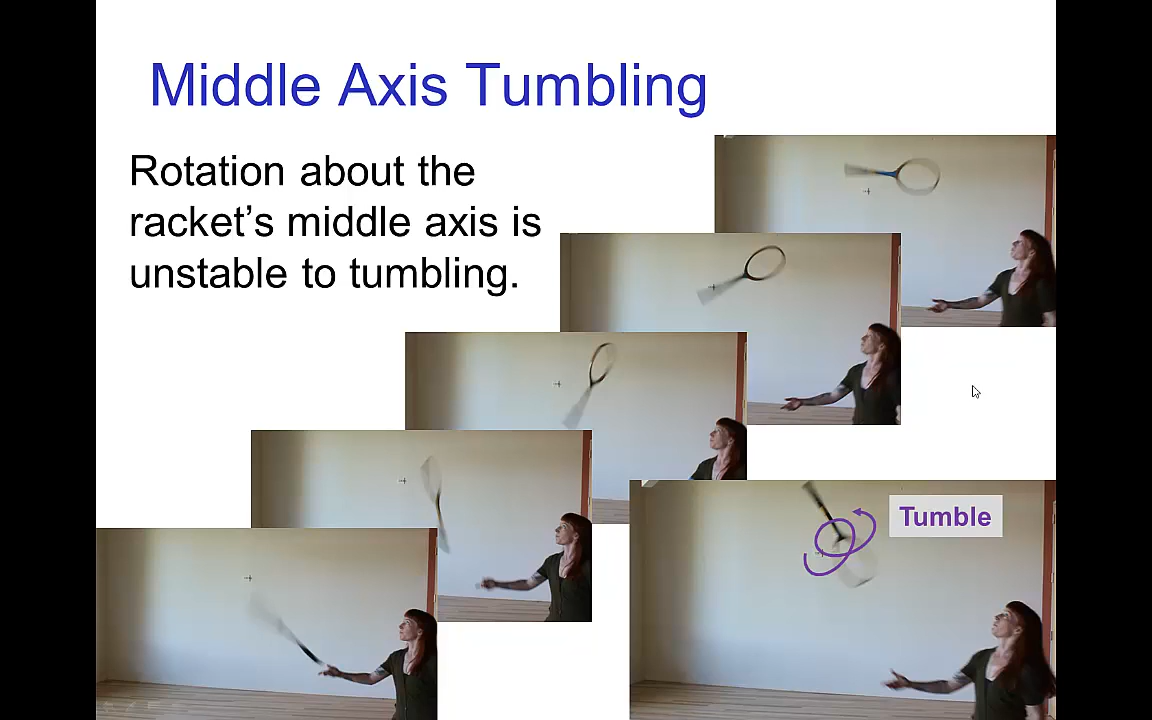 Middle Axis Tumbling
Rotation about the
racket’s middle axis is
unstable to tumbling.
Tumble